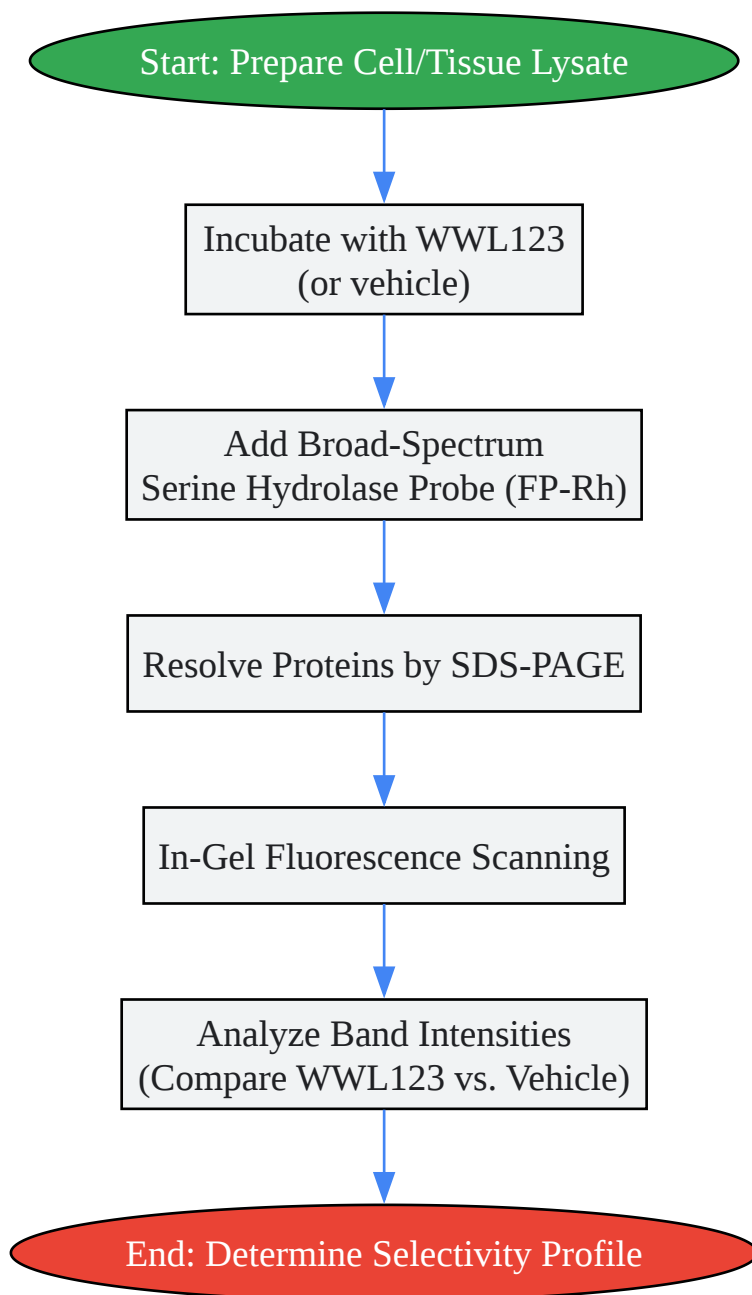 Start: Prepare Cell/Tissue Lysate
Incubate with WWL123
(or vehicle)
Add Broad-Spectrum
Serine Hydrolase Probe (FP-Rh)
Resolve Proteins by SDS-PAGE
In-Gel Fluorescence Scanning
Analyze Band Intensities
(Compare WWL123 vs. Vehicle)
End: Determine Selectivity Profile